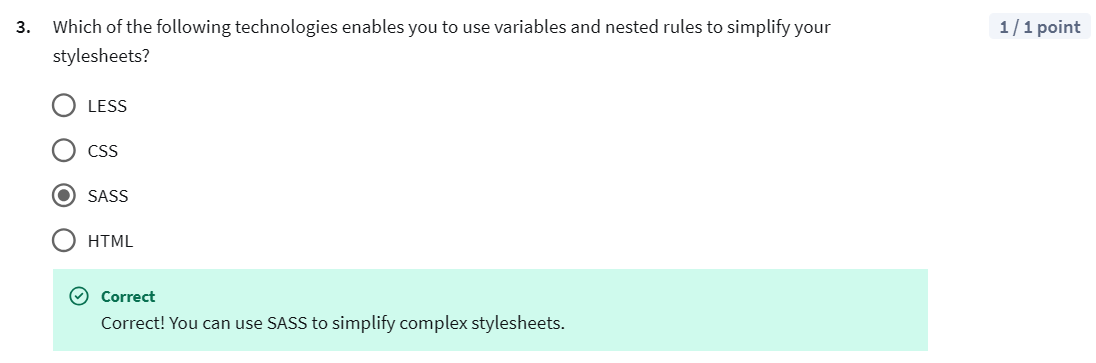 3. Which of the following technologies enables you to use variables and nested rules to simplify your 1 / 1 point
stylesheets?
LESS
CSS
SASS
HTML
Correct
Correct! You can use SASS to simplify complex stylesheets.